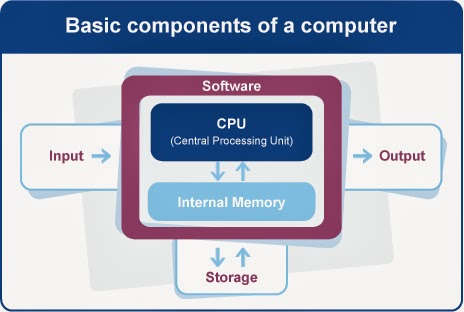 Basic components of a computer
Software
CPU
(Central Processing Unit)
Input
Output
Internal Memory
Storage